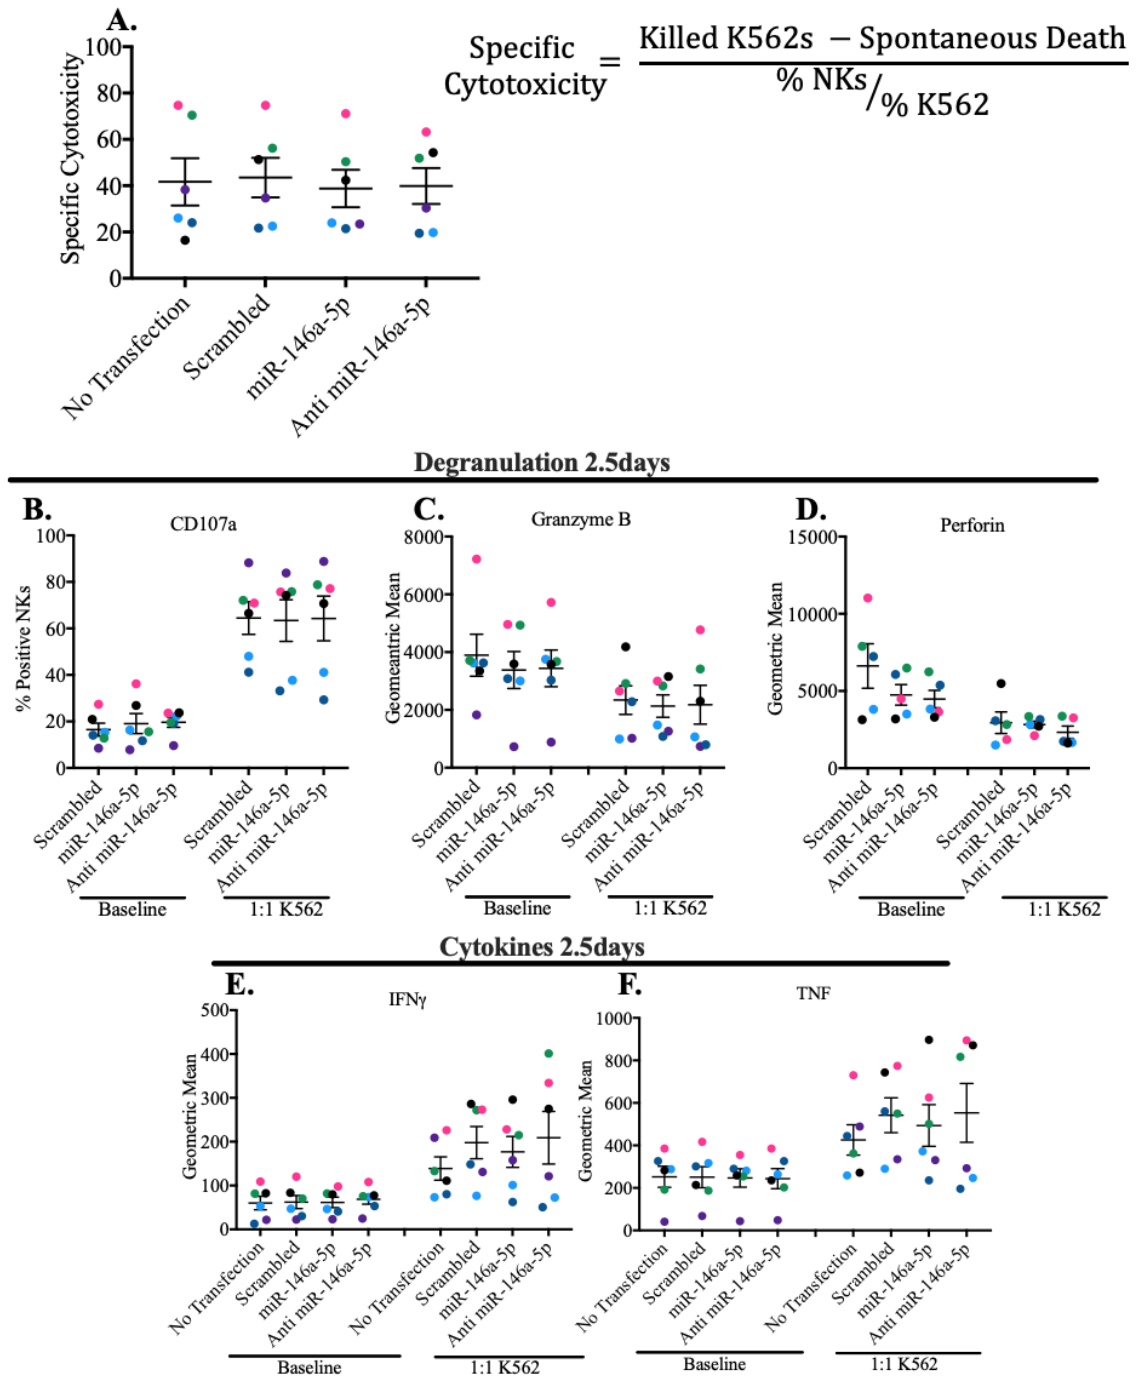 A.
Specific Cytotoxicity
100
80
60
40
20
0
No Transfection
Scrambled
miR-146a-5p
Anti miR-146a-5p
Specific
Cytotoxicity
=
Killed K562s − Spontaneous Death
% NKs/% K562
Degranulation 2.5days
B.
CD107a
% Positive NKs
100
80
60
40
20
0
Scrambled
miR-146a-5p
Anti miR-146a-5p
Scrambled
miR-146a-5p
Anti miR-146a-5p
Baseline
1:1 K562
C.
Granzyme B
Geomeantric Mean
8000
6000
4000
2000
0
Scrambled
miR-146a-5p
Anti miR-146a-5p
Scrambled
miR-146a-5p
Anti miR-146a-5p
Baseline
1:1 K562
D.
Perforin
Geometric Mean
15000
10000
5000
0
Scrambled
miR-146a-5p
Anti miR-146a-5p
Scrambled
miR-146a-5p
Anti miR-146a-5p
Baseline
1:1 K562
Cytokines 2.5days
E.
IFNγ
Geometric Mean
500
400
300
200
100
0
No Transfection
Scrambled
miR-146a-5p
Anti miR-146a-5p
No Transfection
Scrambled
miR-146a-5p
Anti miR-146a-5p
Baseline
1:1 K562
F.
TNF
Geometric Mean
1000
800
600
400
200
0
No Transfection
Scrambled
miR-146a-5p
Anti miR-146a-5p
No Transfection
Scrambled
miR-146a-5p
Anti miR-146a-5p
Baseline
1:1 K562